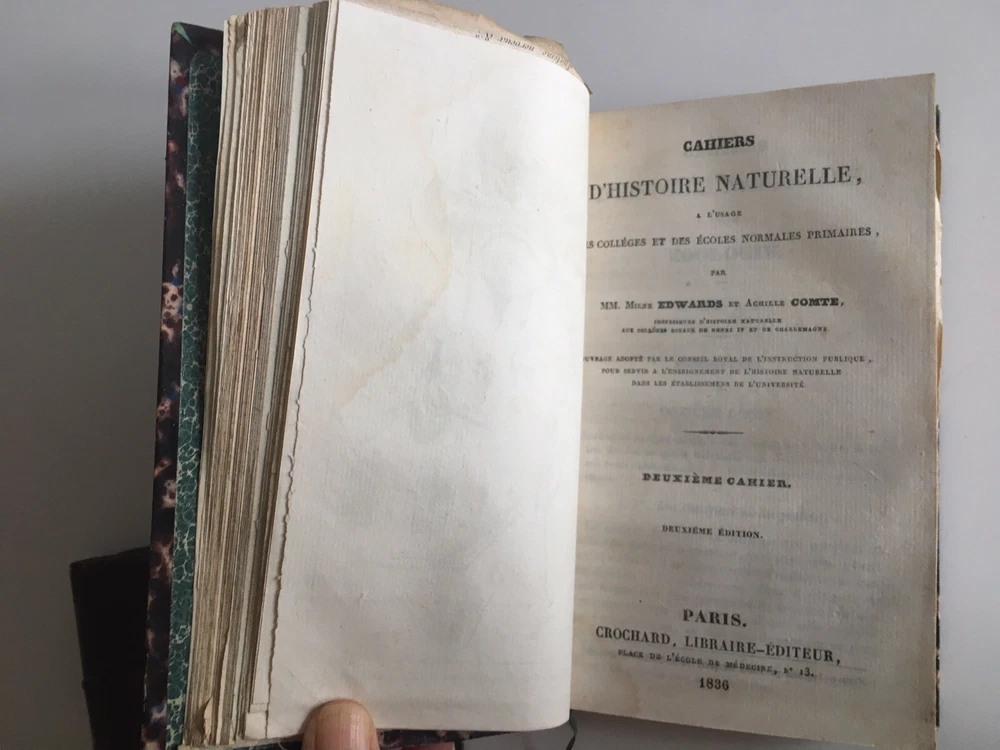 CAHIERS
D'HISTOIRE NATURELLE,
A L'USAGE
COLLÉGES ET DES ÉCOLES NORMALES PRIMAIRES,
PAR
MM. MILNE EDWARDS ET ACHILLE COMTE,
PROFESSEURS D'HISTOIRE NATURELLE
AUX COLLÉGES ROYAUX DE HENRI IV ET DE CHARLEMAGNE
OUVRAGE ADOPTÉ PAR LE CONSEIL ROYAL DE L'INSTRUCTION PUBLIQUE,
POUR SERVIR A L'ENSEIGNEMENT DE L'HISTOIRE NATURELLE
DANS LES ÉTABLISSEMENS DE L'UNIVERSITÉ.
DEUXIÈME CAHIER.
DEUXIÈME ÉDITION.
PARIS.
CROCHARD, LIBRAIRE-ÉDITEUR,
PLACE DE L'ÉCOLE DE MÉDECINE, N° 13.
1836